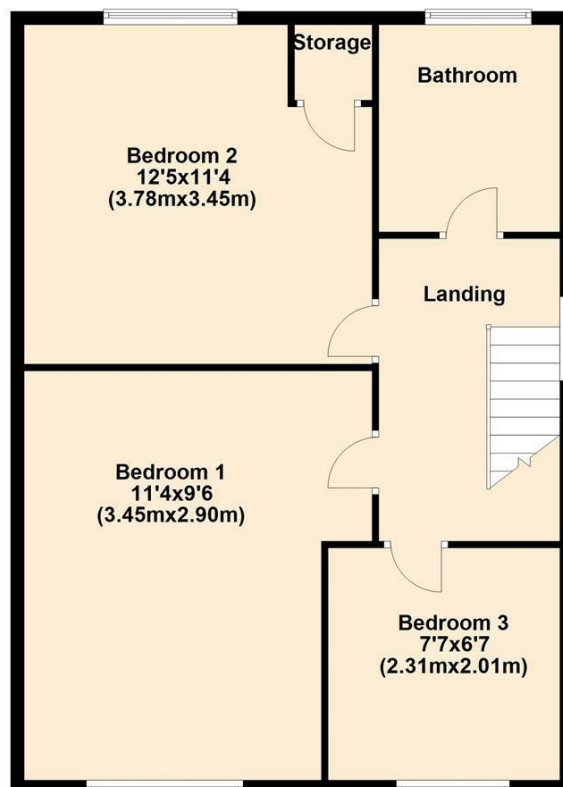 Storage
Bathroom
Bedroom 2
12'5x11'4
(3.78mx3.45m)
Landing
Bedroom 1
11'4x9'6
(3.45mx2.90m)
Bedroom 3
7'7x6'7
(2.31mx2.01m)